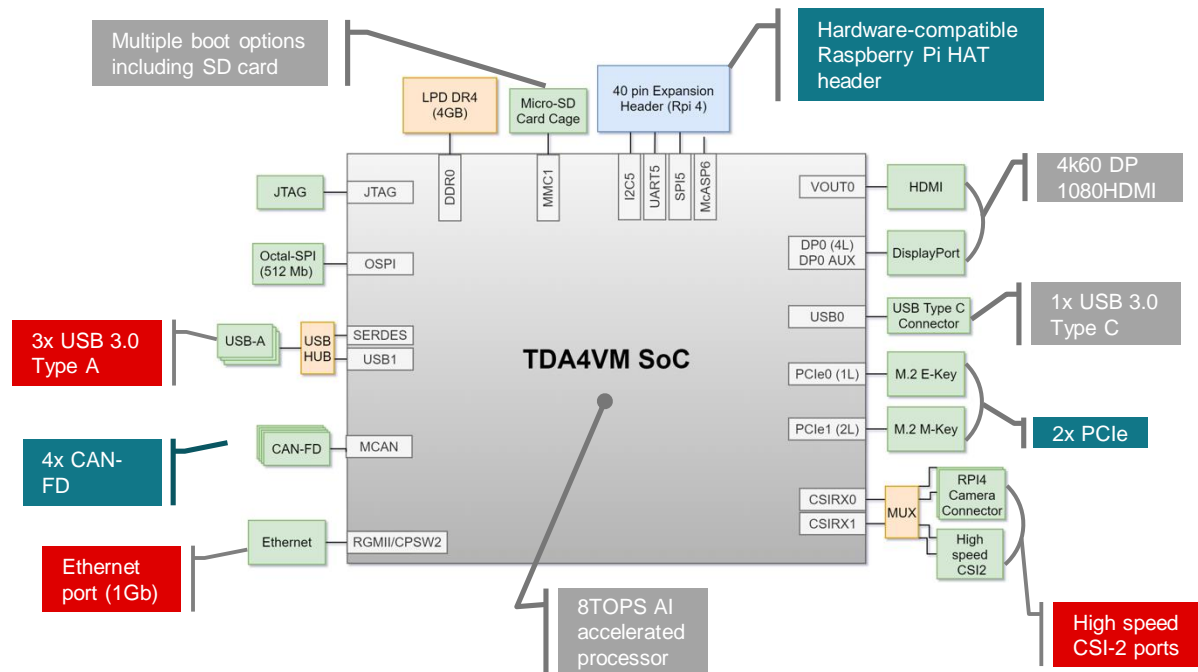 Multiple boot options
including SD card
Hardware-compatible
Raspberry Pi HAT
header
LPD DR4
(4GB)
Micro-SD
Card Cage
40 pin Expansion
Header (Rpi 4)
4k60 DP
1080HDMI
JTAG
JTAG
DDR0
MMC1
I2C5
UART5
SPI5
McASP6
VOUT0
HDMI
Octal-SPI
(512 Mb)
OSPI
DP0 (4L)
DP0 AUX
DisplayPort
3x USB 3.0
Type A
USB-A
USB
HUB
SERDES
USB1
TDA4VM SoC
USB0
USB Type C
Connector
1x USB 3.0
Type C
PCIe0 (1L)
M.2 E-Key
PCIe1 (2L)
M.2 M-Key
2x PCIe
4x CAN-
FD
CAN-FD
MCAN
CSIRX0
CSIRX1
MUX
RPI4
Camera
Connector
High
speed
CSI2
Ethernet
port (1Gb)
Ethernet
RGMII/CPSW2
8TOPS AI
accelerated
processor
High speed
CSI-2 ports